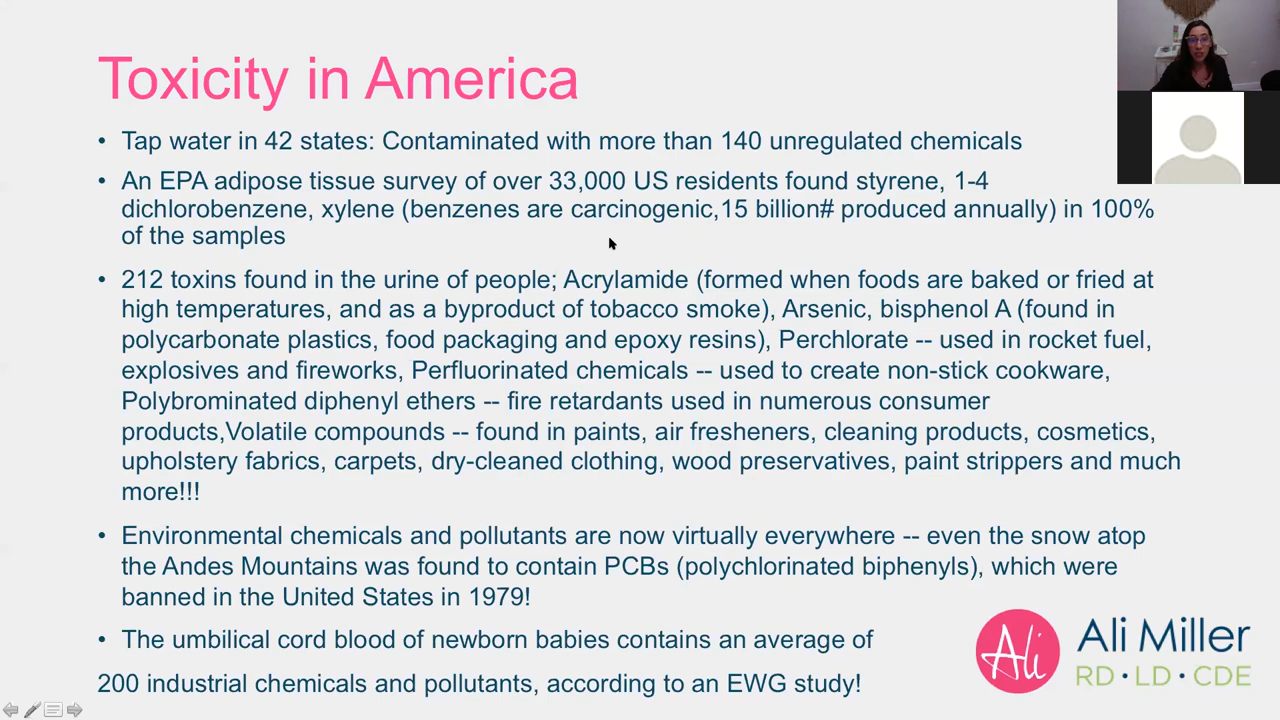 Toxicity in America
• Tap water in 42 states: Contaminated with more than 140 unregulated chemicals
• An EPA adipose tissue survey of over 33,000 US residents found styrene, 1-4
dichlorobenzene, xylene (benzenes are carcinogenic,15 billion# produced annually) in 100%
of the samples
• 212 toxins found in the urine of people; Acrylamide (formed when foods are baked or fried at
high temperatures, and as a byproduct of tobacco smoke), Arsenic, bisphenol A (found in
polycarbonate plastics, food packaging and epoxy resins), Perchlorate -- used in rocket fuel,
explosives and fireworks, Perfluorinated chemicals -- used to create non-stick cookware,
Polybrominated diphenyl ethers -- fire retardants used in numerous consumer
products,Volatile compounds -- found in paints, air fresheners, cleaning products, cosmetics,
upholstery fabrics, carpets, dry-cleaned clothing, wood preservatives, paint strippers and much
more!!!
• Environmental chemicals and pollutants are now virtually everywhere -- even the snow atop
the Andes Mountains was found to contain PCBs (polychlorinated biphenyls), which were
banned in the United States in 1979!
• The umbilical cord blood of newborn babies contains an average of
200 industrial chemicals and pollutants, according to an EWG study!
Ali
Ali Miller
RD • LD • CDE